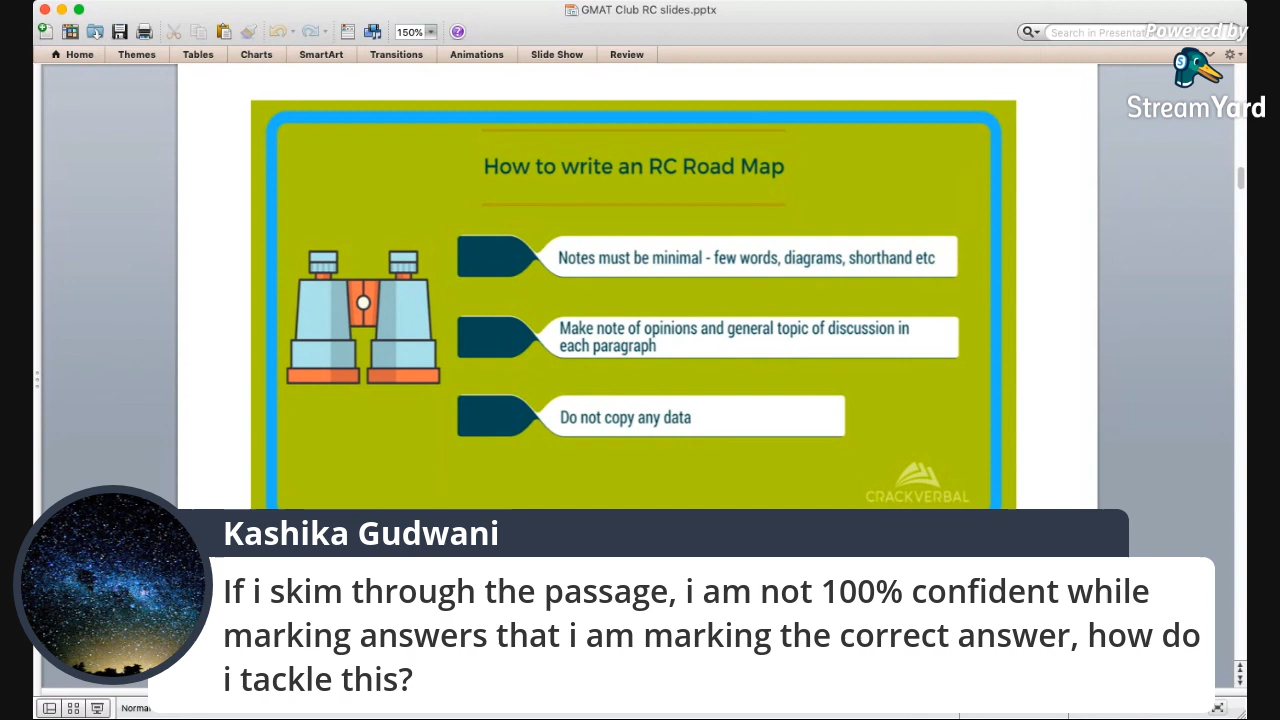 GMAT Club RC slides.pptx
150%
Search in Presentat
Powered by
Home Themes Tables Charts SmartArt Transitions Animations Slide Show Review
StreamYard
How to write an RC Road Map
Notes must be minimal - few words, diagrams, shorthand etc
Make note of opinions and general topic of discussion in
each paragraph
Do not copy any data
CRACKVERBAL
Kashika Gudwani
If i skim through the passage, i am not 100% confident while
marking answers that i am marking the correct answer, how do
i tackle this?
Normal